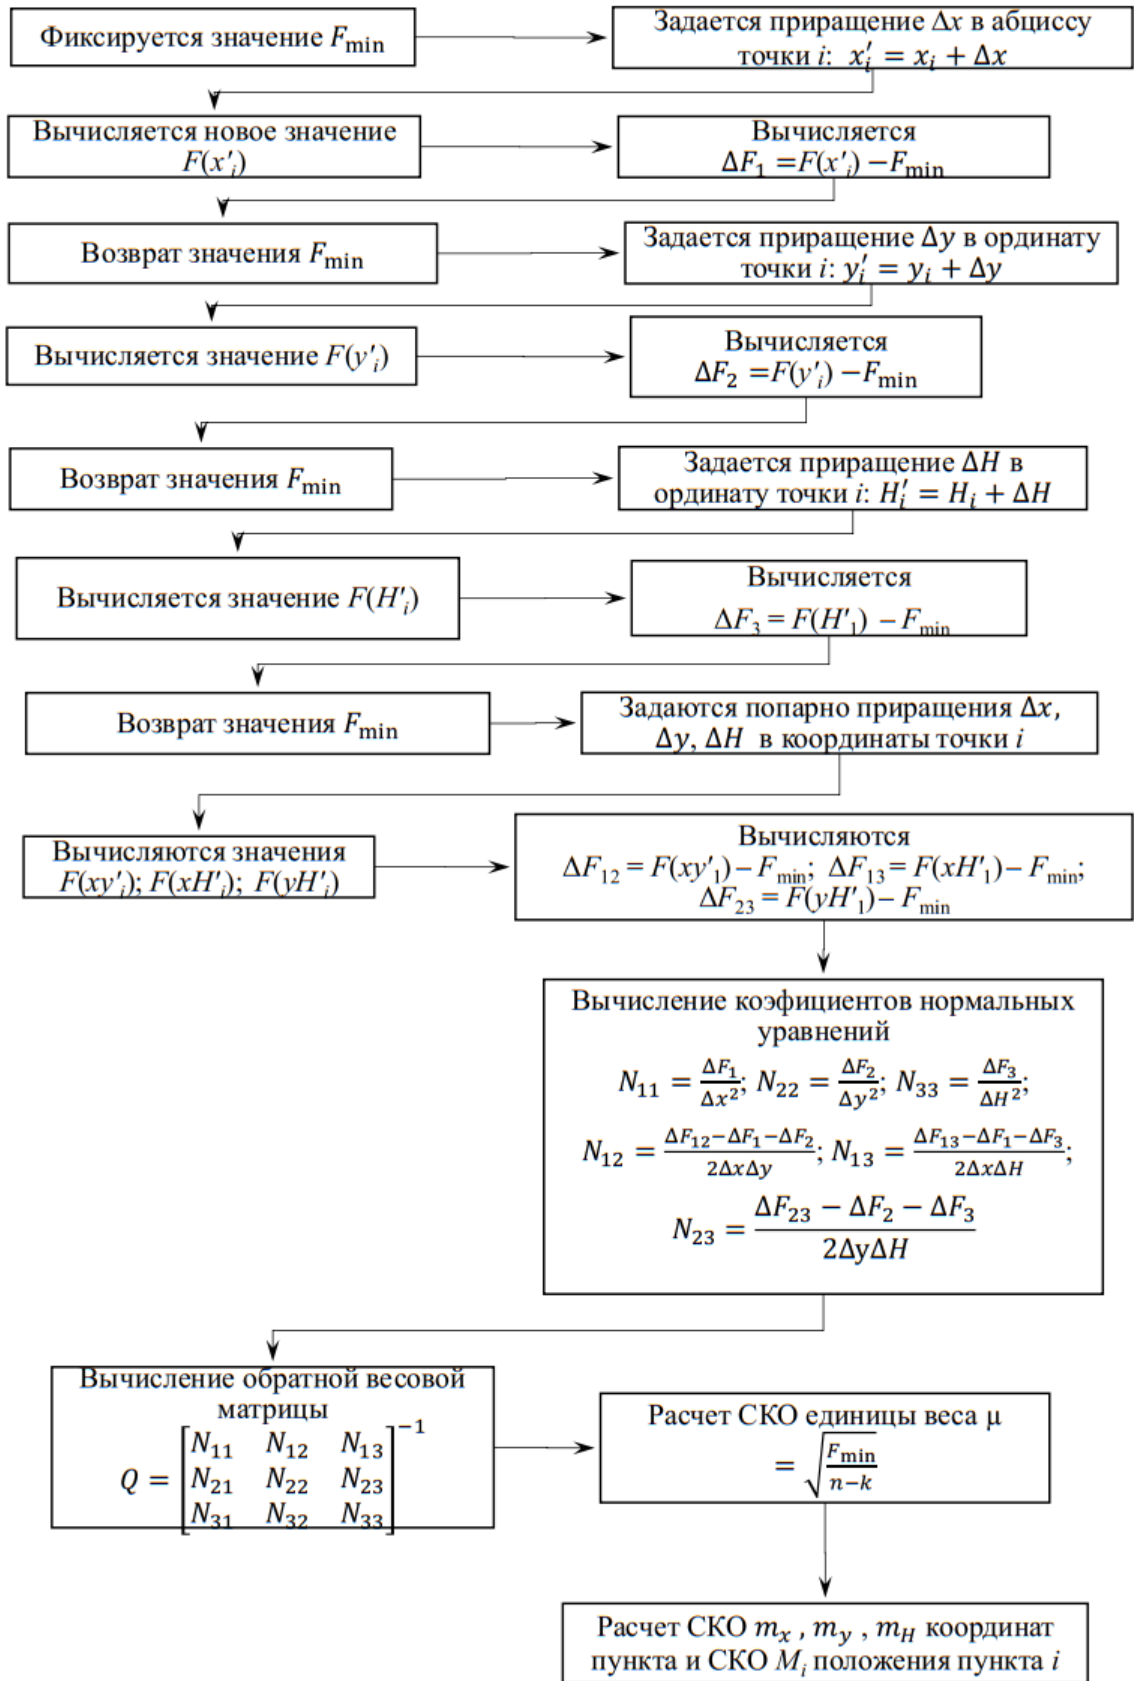 Фиксируется значение F_min
Задается приращение Δx в абциссу
точки i: x′_i = x_i + Δx
Вычисляется новое значение
F(x'_i)
Вычисляется
ΔF_1 =F(x'_i) −F_min
Возврат значения F_min
Задается приращение Δy в ординату
точки i: y′_i = y_i + Δy
Вычисляется значение F(y'_i)
Вычисляется
ΔF_2 =F(y'_i) −F_min
Возврат значения F_min
Задается приращение ΔH в
ординату точки i: H′_i = H_i + ΔH
Вычисляется значение F(H'_i)
Вычисляется
ΔF_3 = F(H'_1) – F_min
Возврат значения F_min
Задаются попарно приращения Δx,
Δy, ΔH в координаты точки i
Вычисляются значения
F(xy'_i); F(xH'_i); F(yH'_i)
Вычисляются
ΔF_12 = F(xy'_1) – F_min; ΔF_13 = F(xH'_1) – F_min;
ΔF_23 = F(yH'_1) – F_min
Вычисление коэфициентов нормальных
уравнений
N_11 = ΔF_1/Δx²; N_22 = ΔF_2/Δy²; N_33 = ΔF_3/ΔH²;
N_12 = (ΔF_12−ΔF_1−ΔF_2)/(2ΔxΔy); N_13 = (ΔF_13−ΔF_1−ΔF_3)/(2ΔxΔH);
N_23 = (ΔF_23 − ΔF_2 − ΔF_3)/(2ΔyΔH)
Вычисление обратной весовой
матрицы
Q = [N_11 N_12 N_13
N_21 N_22 N_23
N_31 N_32 N_33]^−1
Расчет СКО единицы веса μ
= √(F_min/(n−k))
Расчет СКО m_x , m_y , m_H координат
пункта и СКО M_i положения пункта i